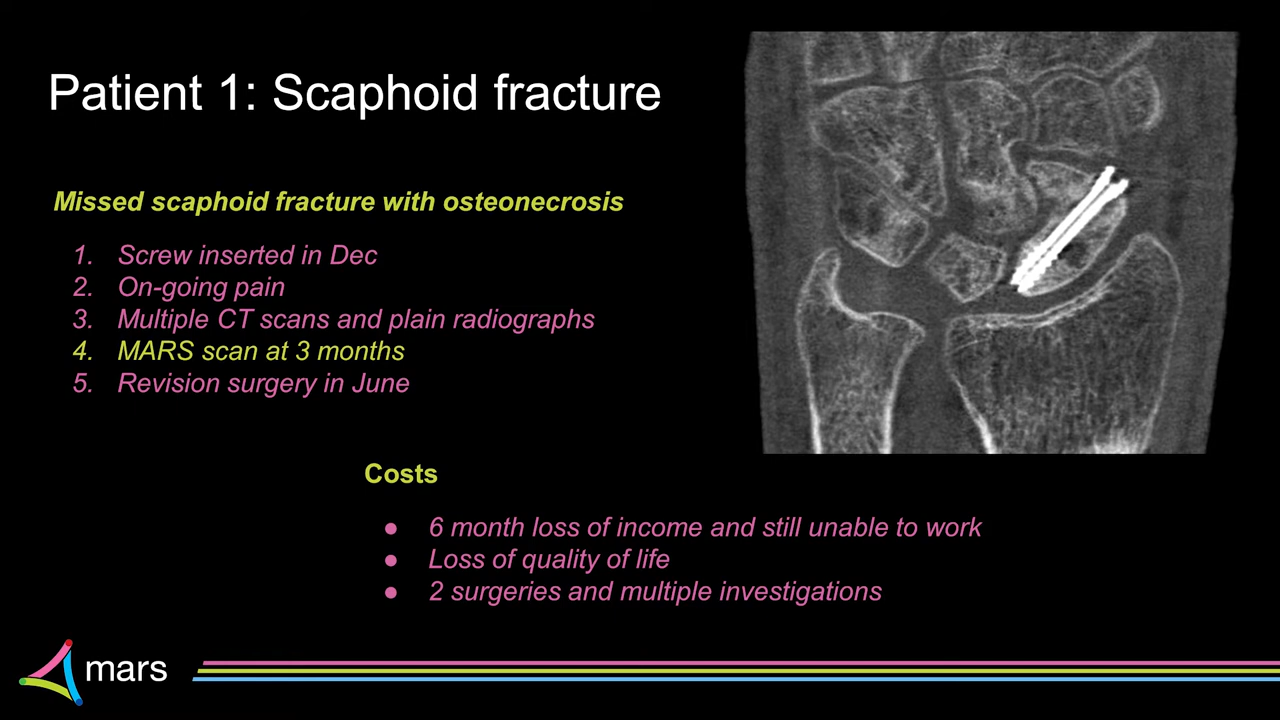 Patient 1: Scaphoid fracture
Missed scaphoid fracture with osteonecrosis
1. Screw inserted in Dec
2. On-going pain
3. Multiple CT scans and plain radiographs
4. MARS scan at 3 months
5. Revision surgery in June
Costs
● 6 month loss of income and still unable to work
● Loss of quality of life
● 2 surgeries and multiple investigations
mars